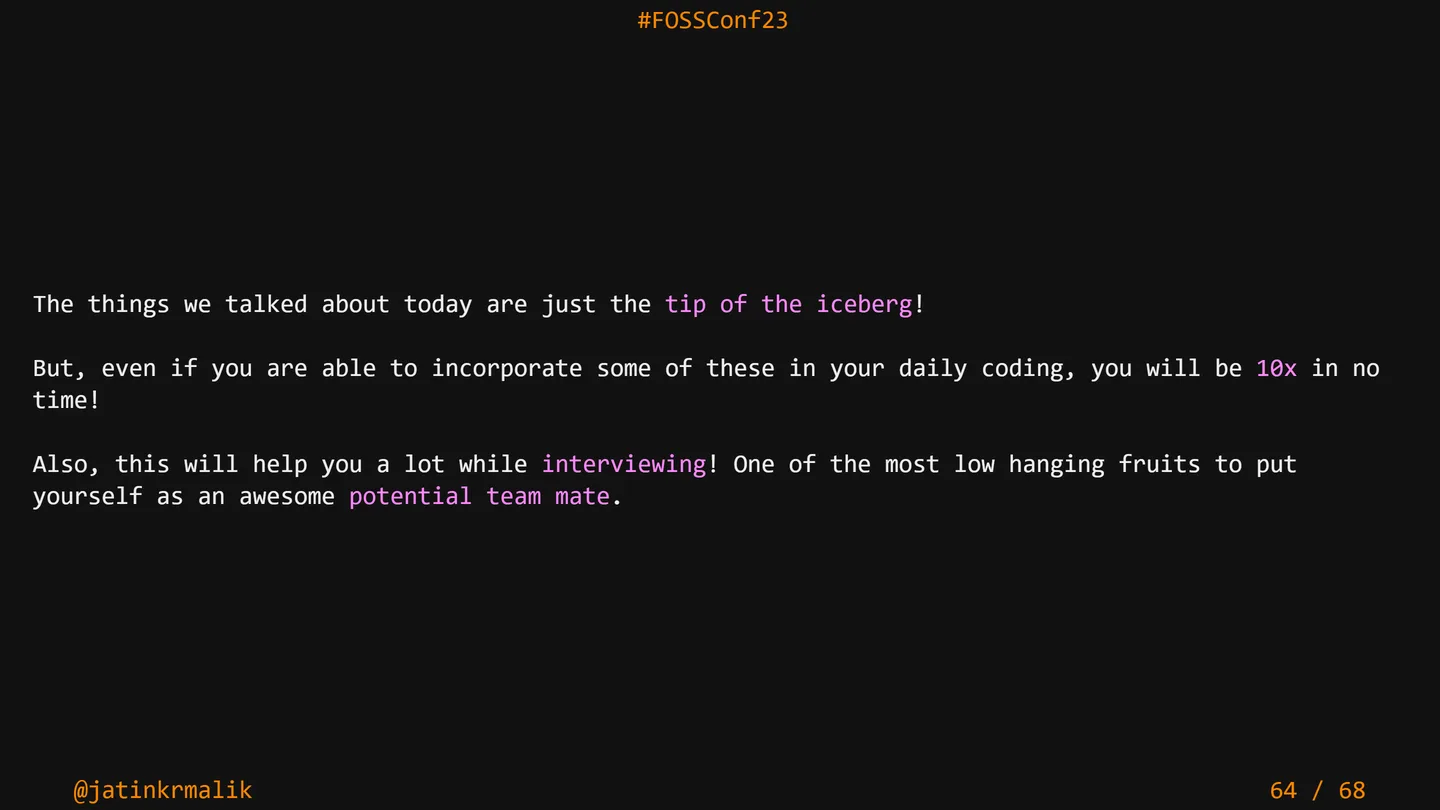 #FOSSConf23
The things we talked about today are just the tip of the iceberg!
But, even if you are able to incorporate some of these in your daily coding, you will be 10x in no
time!
Also, this will help you a lot while interviewing! One of the most low hanging fruits to put
yourself as an awesome potential team mate.
@jatinkrmalik
64 / 68